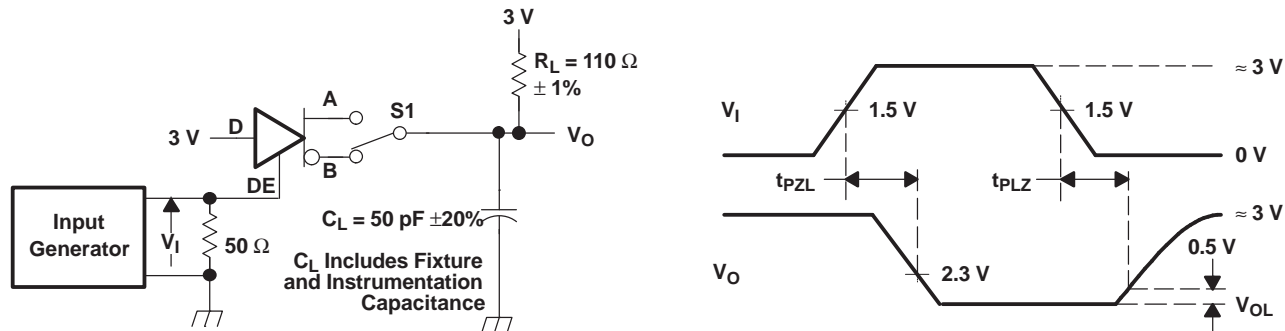 3 V
R_L = 110 Ω
± 1%
A
S1
3 V
D
V_O
B
DE
Input
Generator
V_I
50 Ω
C_L = 50 pF ±20%
C_L Includes Fixture
and Instrumentation
Capacitance
≈ 3 V
V_I
1.5 V
1.5 V
0 V
t_PZL
t_PLZ
≈ 3 V
0.5 V
V_O
2.3 V
V_OL